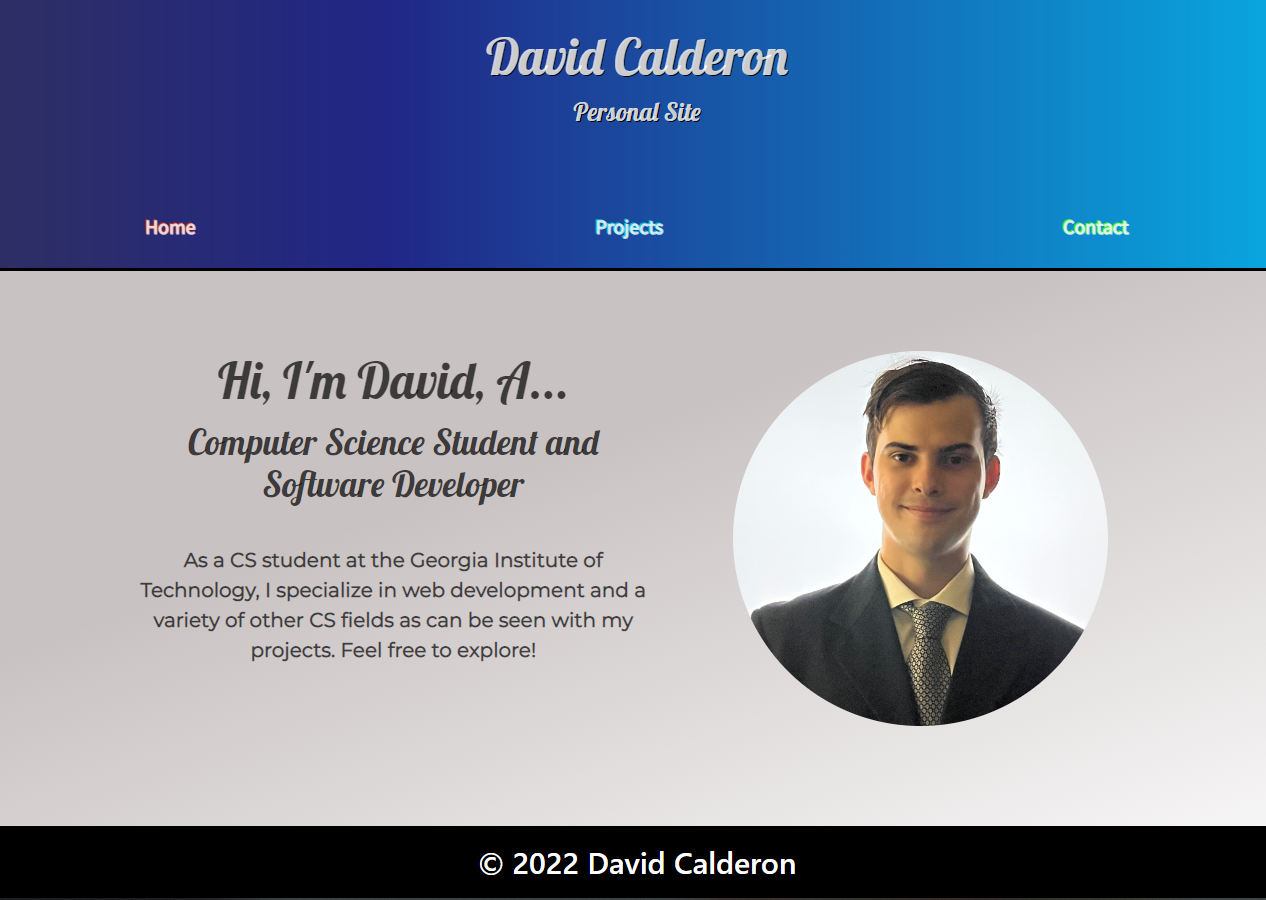 David Calderon
Personal Site
Home Projects Contact
Hi, I'm David, A...
Computer Science Student and
Software Developer
As a CS student at the Georgia Institute of
Technology, I specialize in web development and a
variety of other CS fields as can be seen with my
projects. Feel free to explore!
© 2022 David Calderon